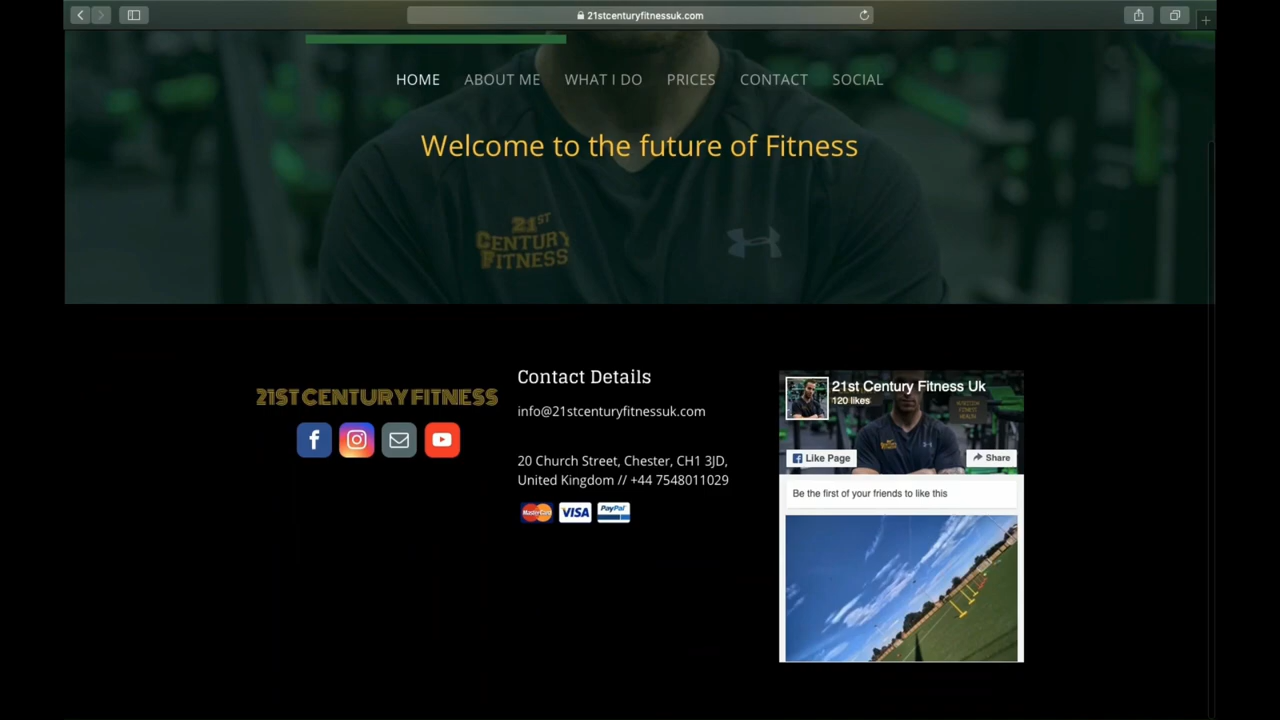 21stcenturyfitnessuk.com
HOME ABOUT ME WHAT I DO PRICES CONTACT SOCIAL
Welcome to the future of Fitness
21ST
CENTURY
FITNESS
21ST CENTURY FITNESS
Contact Details
info@21stcenturyfitnessuk.com
20 Church Street, Chester, CH1 3JD,
United Kingdom // +44 7548011029
MasterCard VISA PayPal
21st Century Fitness Uk
120 likes
Like Page
Share
Be the first of your friends to like this